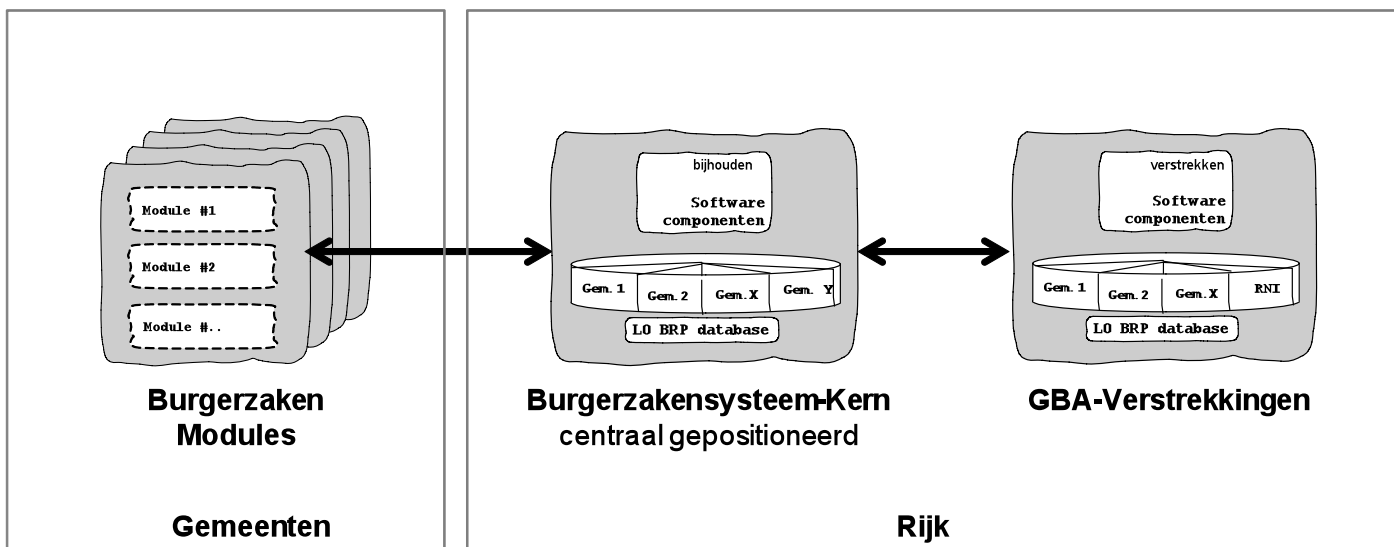 Module #1
Module #2
Module #..
Burgerzaken
Modules
Gemeenten
bijhouden
Software
componenten
Gem.1
Gem.2
Gem.X
Gem. Y
LO BRP database
Burgerzakensysteem-Kern
centraal gepositioneerd
verstrekken
Software
componenten
Gem.1
Gem.2
Gem.X
RNI
LO BRP database
GBA-Verstrekkingen
Rijk